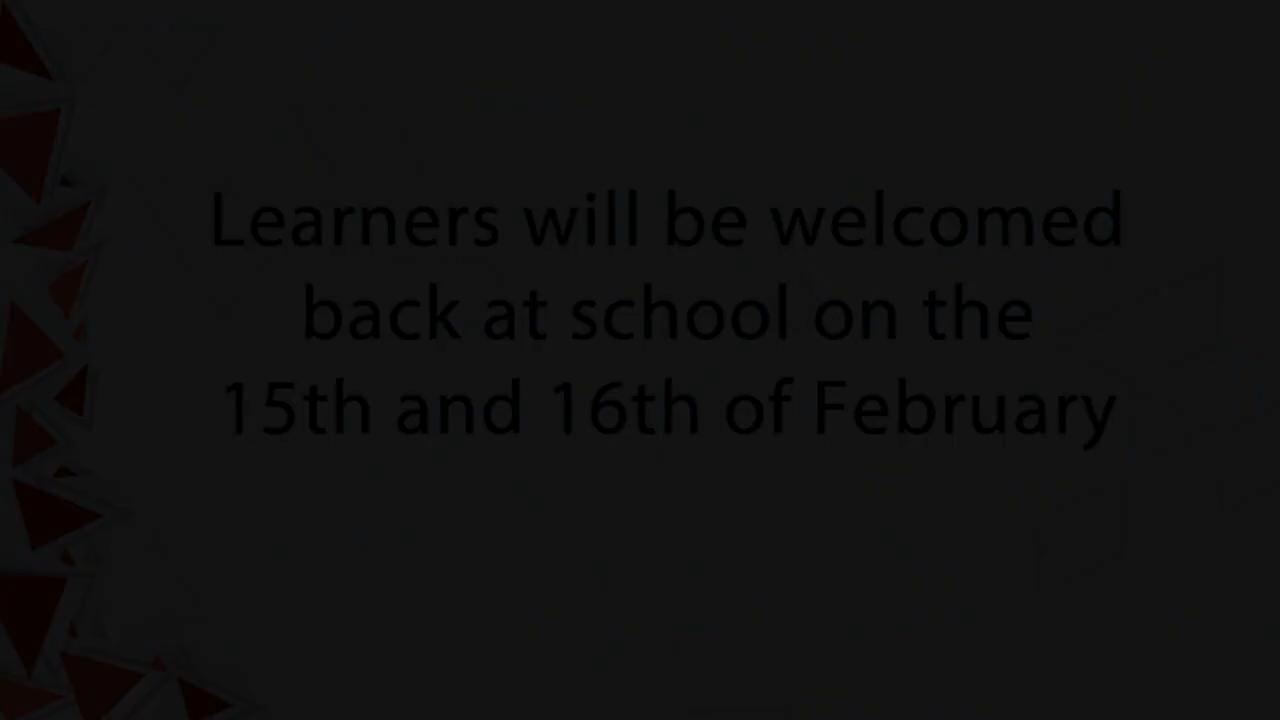 Learners will be welcomed
back at school on the
15th and 16th of February